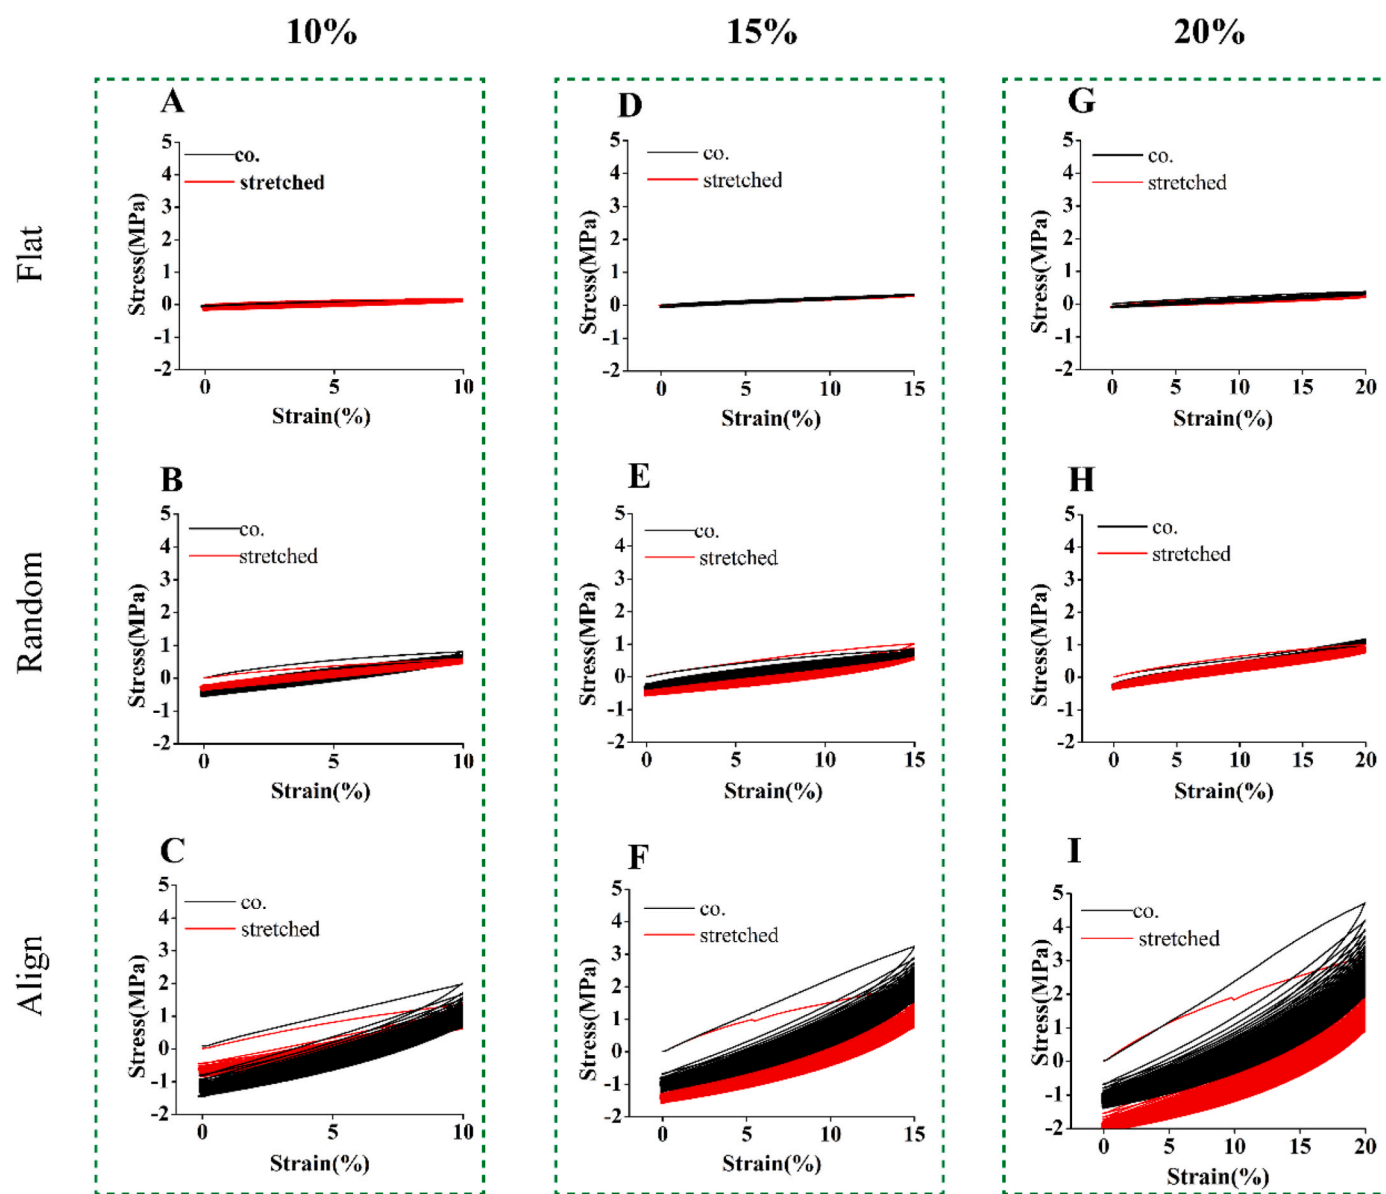 10%
15%
20%
Flat
A
5
4
3
2
1
0
-1
-2
co.
stretched
Stress(MPa)
0
5
10
Strain(%)
D
5
4
3
2
1
0
-1
-2
co.
stretched
Stress(MPa)
0
5
10
15
Strain(%)
G
5
4
3
2
1
0
-1
-2
co.
stretched
Stress(MPa)
0
5
10
15
20
Strain(%)
Random
B
5
4
3
2
1
0
-1
-2
co.
stretched
Stress(MPa)
0
5
10
Strain(%)
E
5
4
3
2
1
0
-1
-2
co.
stretched
Stress(MPa)
0
5
10
15
Strain(%)
H
5
4
3
2
1
0
-1
-2
co.
stretched
Stress(MPa)
0
5
10
15
20
Strain(%)
Align
C
5
4
3
2
1
0
-1
-2
co.
stretched
Stress(MPa)
0
5
10
Strain(%)
F
5
4
3
2
1
0
-1
-2
co.
stretched
Stress(MPa)
0
5
10
15
Strain(%)
I
5
4
3
2
1
0
-1
-2
co.
stretched
Stress(MPa)
0
5
10
15
20
Strain(%)